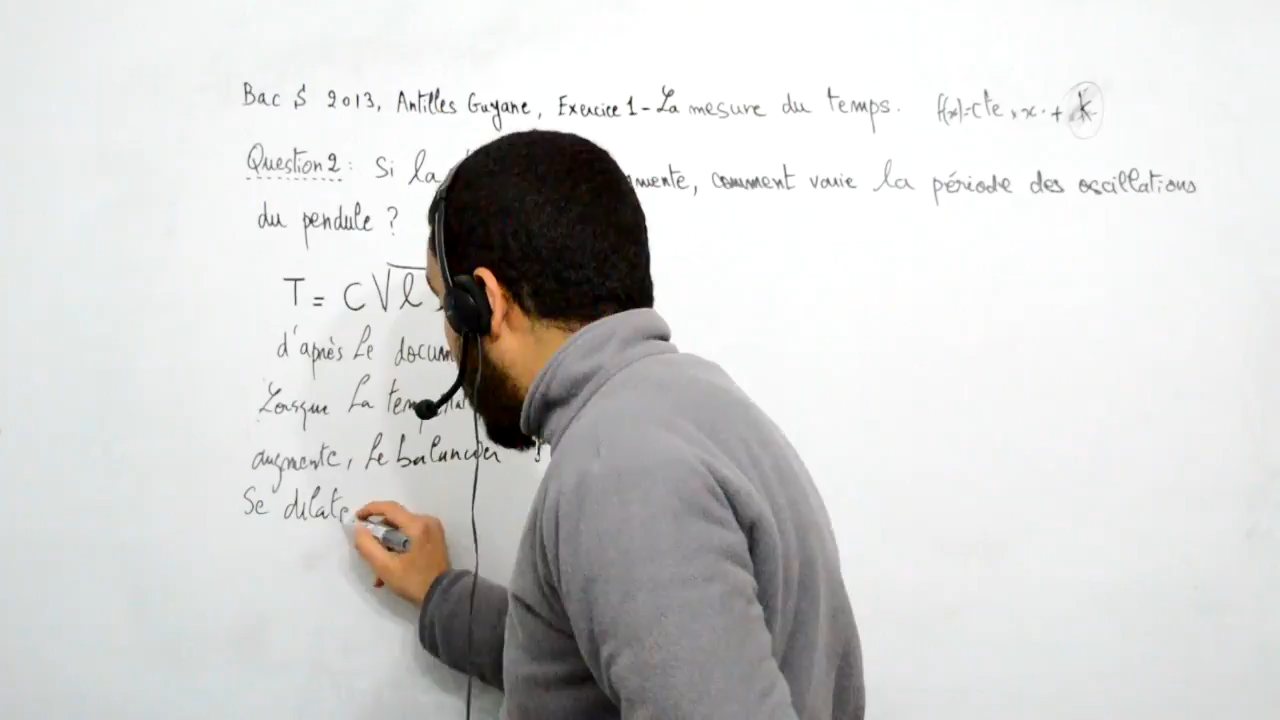 Bac S 2013, Antilles Guyane, Exercice 1 - La mesure du temps. f(x)=cte × x + k
Question 2 : Si la mente, comment varie la période des oscillations
du pendule ?
T = C√l
d'après le docum
Lorsque la temp
augmente, le balancier
Se dilate